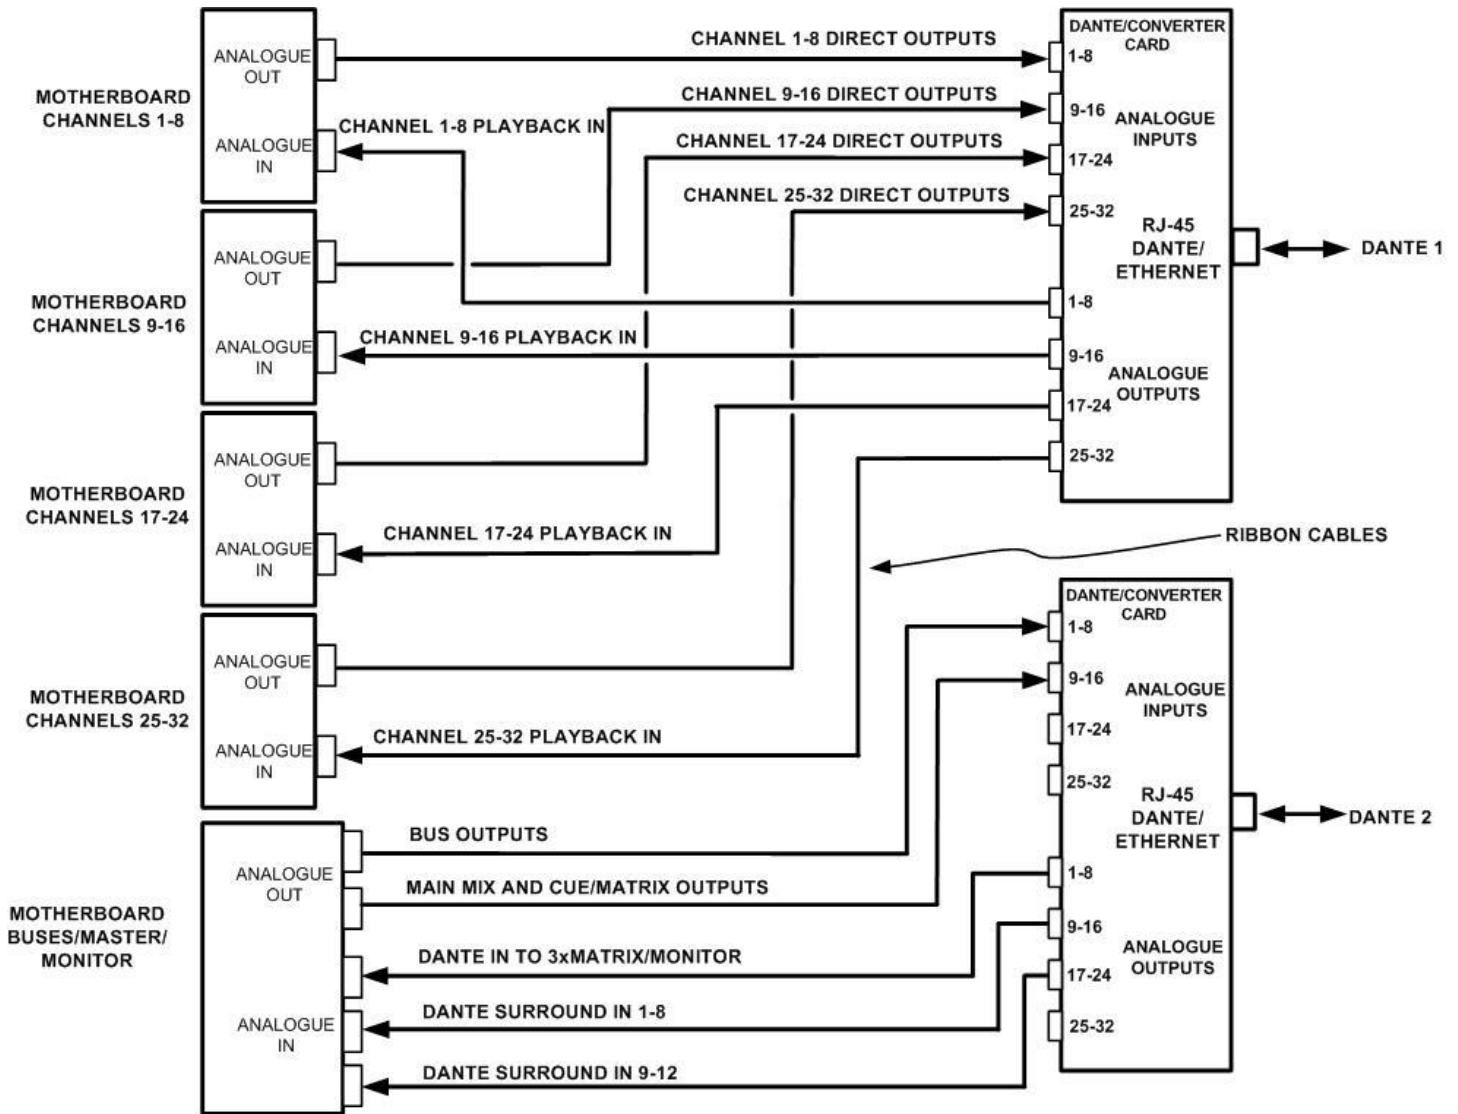 MOTHERBOARD
CHANNELS 1-8
ANALOGUE
OUT
ANALOGUE
IN
CHANNEL 1-8 DIRECT OUTPUTS
CHANNEL 9-16 DIRECT OUTPUTS
CHANNEL 1-8 PLAYBACK IN
CHANNEL 17-24 DIRECT OUTPUTS
CHANNEL 25-32 DIRECT OUTPUTS
DANTE/CONVERTER
CARD
1-8
9-16
ANALOGUE
INPUTS
17-24
25-32
RJ-45
DANTE/
ETHERNET
DANTE 1
1-8
9-16
ANALOGUE
OUTPUTS
17-24
25-32
MOTHERBOARD
CHANNELS 9-16
ANALOGUE
OUT
ANALOGUE
IN
CHANNEL 9-16 PLAYBACK IN
MOTHERBOARD
CHANNELS 17-24
ANALOGUE
OUT
ANALOGUE
IN
CHANNEL 17-24 PLAYBACK IN
RIBBON CABLES
MOTHERBOARD
CHANNELS 25-32
ANALOGUE
OUT
ANALOGUE
IN
CHANNEL 25-32 PLAYBACK IN
DANTE/CONVERTER
CARD
1-8
9-16
ANALOGUE
INPUTS
17-24
25-32
RJ-45
DANTE/
ETHERNET
DANTE 2
1-8
9-16
ANALOGUE
OUTPUTS
17-24
25-32
MOTHERBOARD
BUSES/MASTER/
MONITOR
ANALOGUE
OUT
ANALOGUE
IN
BUS OUTPUTS
MAIN MIX AND CUE/MATRIX OUTPUTS
DANTE IN TO 3xMATRIX/MONITOR
DANTE SURROUND IN 1-8
DANTE SURROUND IN 9-12